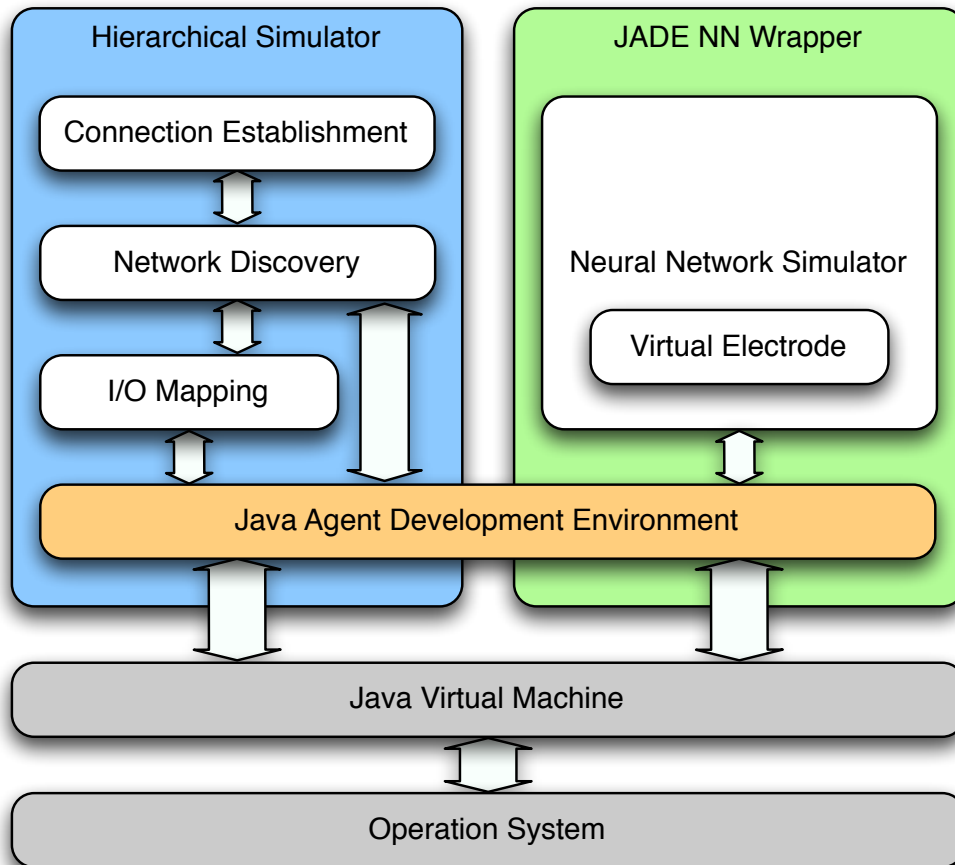 Hierarchical Simulator
JADE NN Wrapper
Connection Establishment
Network Discovery
Neural Network Simulator
Virtual Electrode
I/O Mapping
Java Agent Development Environment
Java Virtual Machine
Operation System